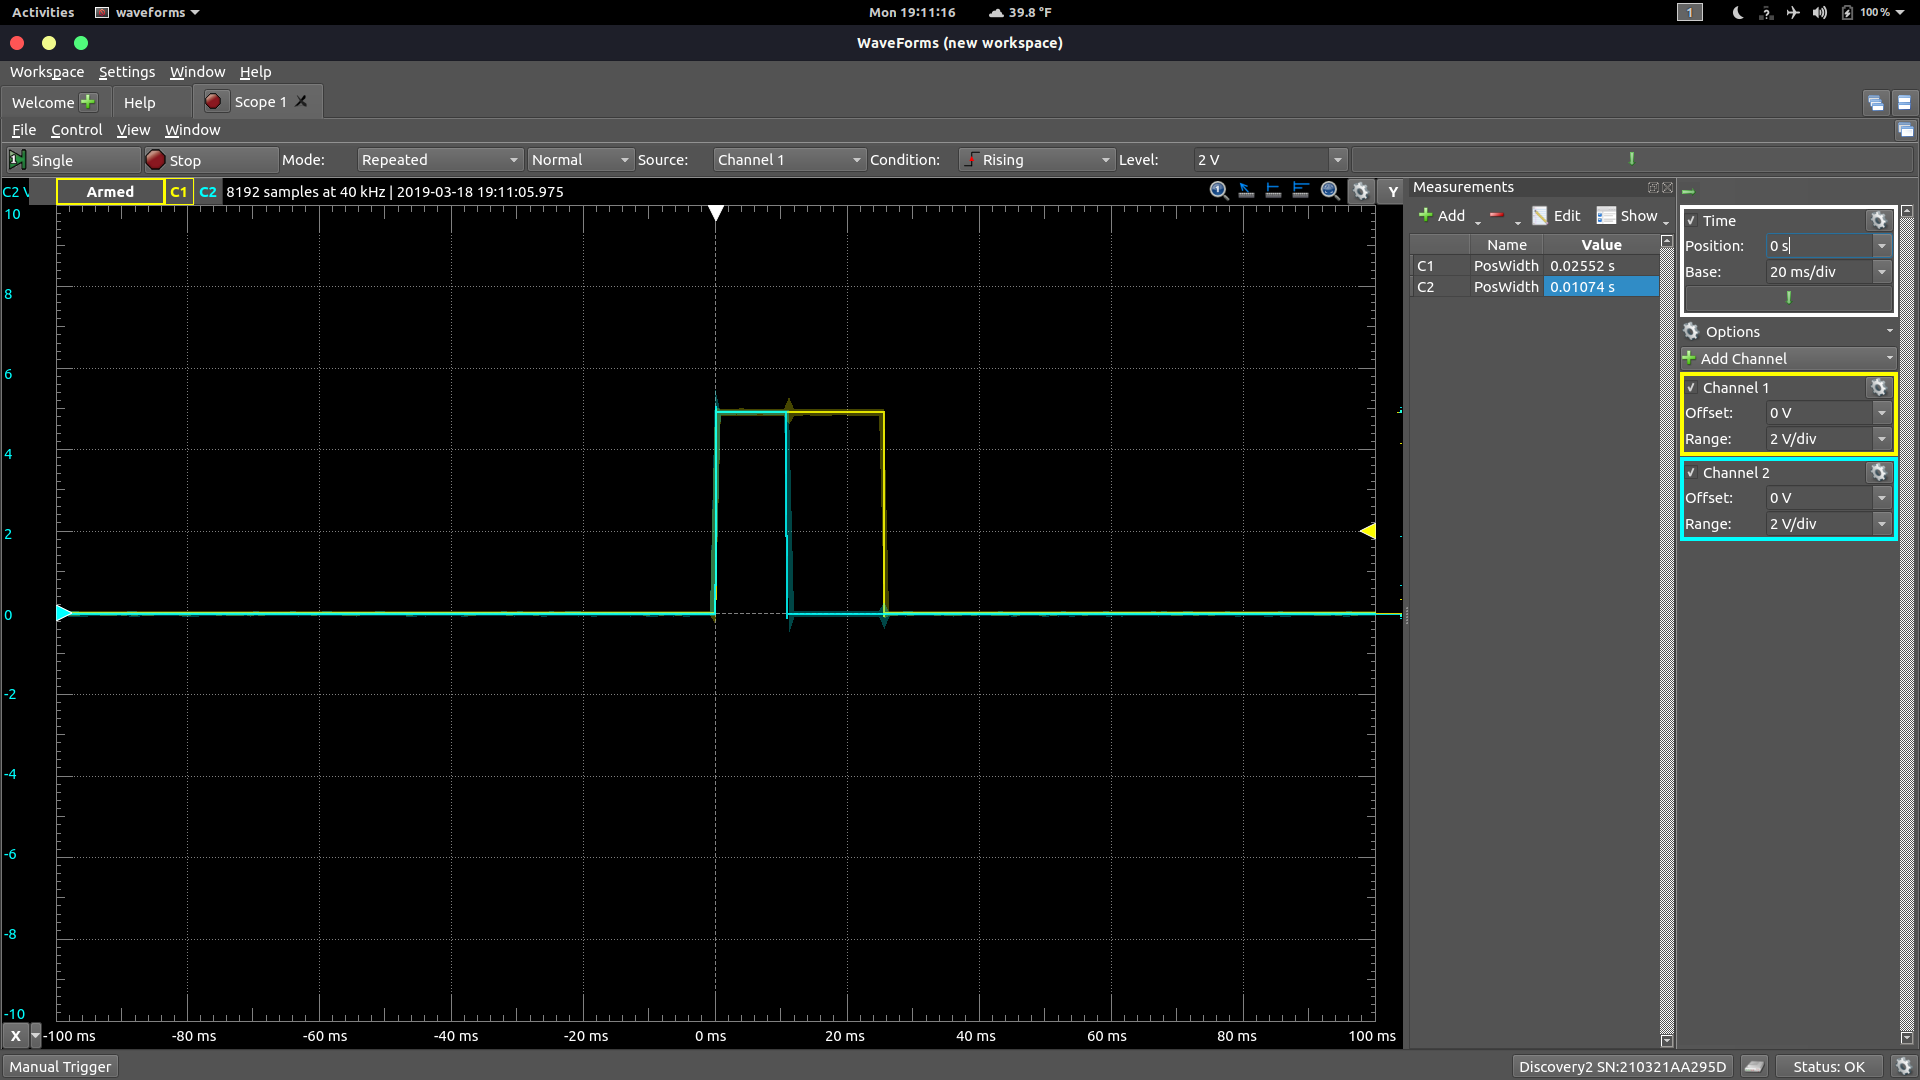 Activities waveforms Mon 19:11:16 39.8 °F 1 100 %
WaveForms (new workspace)
Workspace Settings Window Help
Welcome Help Scope 1
File Control View Window
Single Stop Mode: Repeated Normal Source: Channel 1 Condition: Rising Level: 2 V
C2 V Armed C1 C2 8192 samples at 40 kHz | 2019-03-18 19:11:05.975 Y
10
8
6
4
2
0
-2
-4
-6
-8
-10
X -100 ms -80 ms -60 ms -40 ms -20 ms 0 ms 20 ms 40 ms 60 ms 80 ms 100 ms
Measurements
Add Edit Show
Name Value
C1 PosWidth 0.02552 s
C2 PosWidth 0.01074 s
Time
Position: 0 s
Base: 20 ms/div
Options
Add Channel
Channel 1
Offset: 0 V
Range: 2 V/div
Channel 2
Offset: 0 V
Range: 2 V/div
Manual Trigger Discovery2 SN:210321AA295D Status: OK